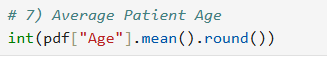 # 7) Average Patient Age
int(pdf["Age"].mean().round())